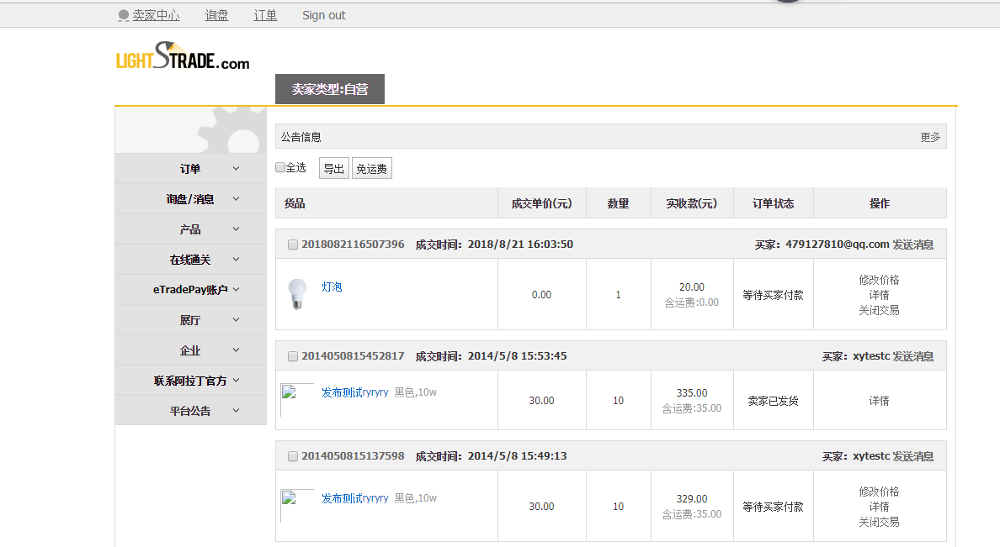 卖家中心 询盘 订单 Sign out
LIGHTSTRADE.com
卖家类型:自营
公告信息 更多
全选 导出 免运费
订单
询盘/消息
产品
在线通关
eTradePay账户
展厅
企业
联系阿拉丁官方
平台公告
货品 成交单价(元) 数量 实收款(元) 订单状态 操作
2018082116507396 成交时间：2018/8/21 16:03:50 买家：479127810@qq.com 发送消息
灯泡 0.00 1 20.00 等待买家付款 修改价格
含运费:0.00 详情
关闭交易
2014050815452817 成交时间：2014/5/8 15:53:45 买家：xytestc 发送消息
发布测试ryryry 黑色,10w 30.00 10 335.00 卖家已发货 详情
含运费:35.00
2014050815137598 成交时间：2014/5/8 15:49:13 买家：xytestc 发送消息
发布测试ryryry 黑色,10w 30.00 10 329.00 等待买家付款 修改价格
含运费:35.00 详情
关闭交易